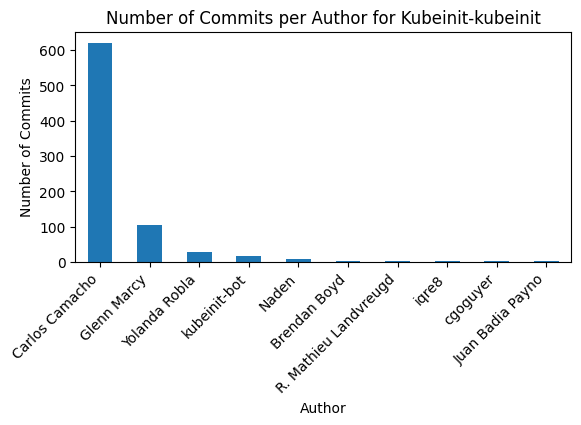 Number of Commits per Author for Kubeinit-kubeinit
Number of Commits
600
500
400
300
200
100
0
Carlos Camacho
Glenn Marcy
Yolanda Robla
kubeinit-bot
Naden
Brendan Boyd
R. Mathieu Landvreugd
iqre8
cgoguyer
Juan Badia Payno
Author